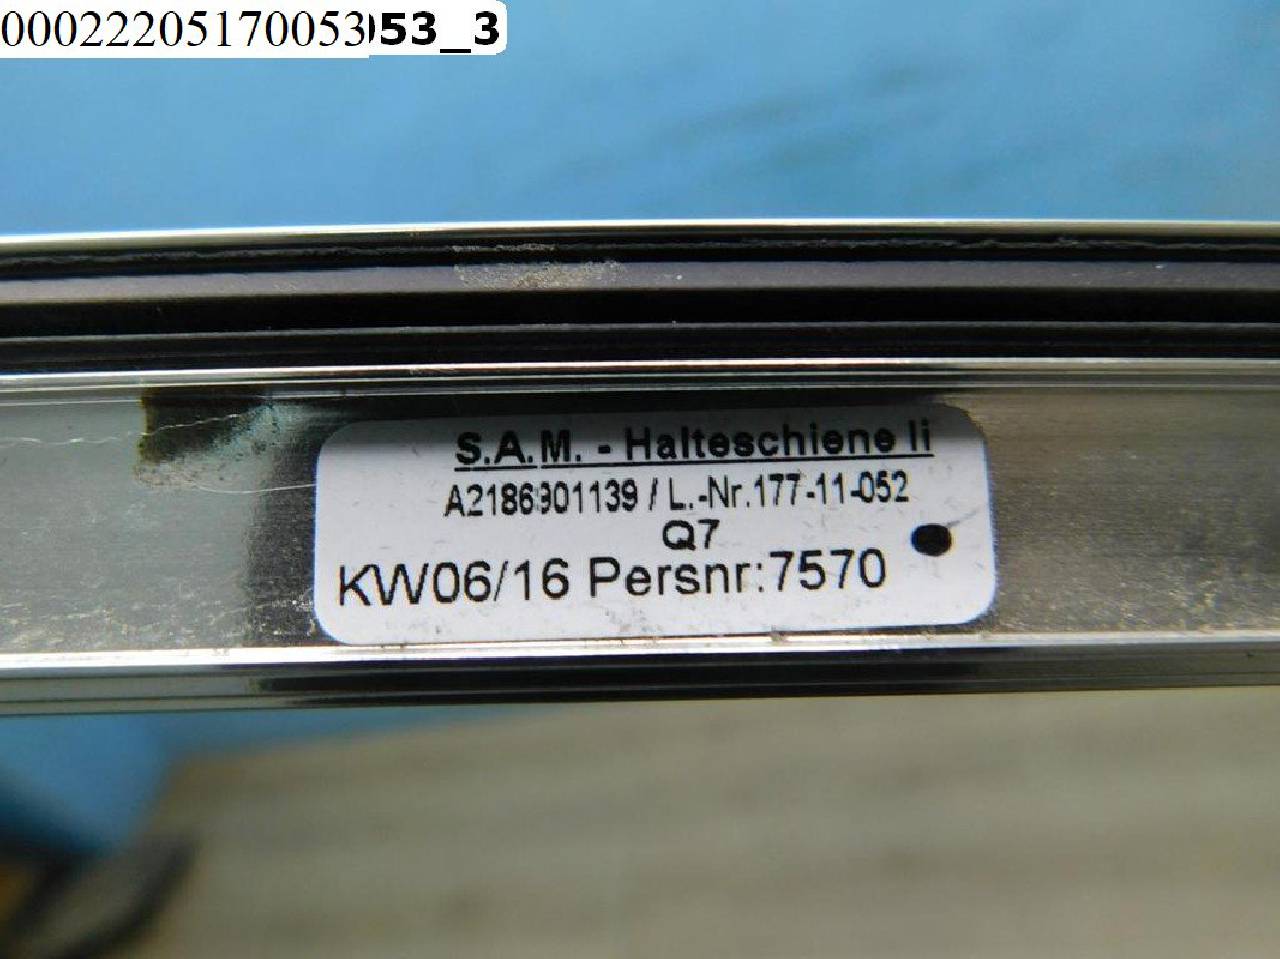 00022205170053053_3
S.A.M. - Halteschiene li
A2186901139 / L.-Nr.177-11-052
Q7
KW06/16 Persnr:7570